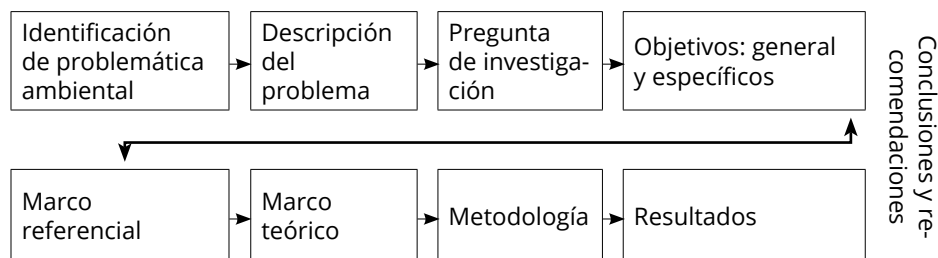 Identificación
de problemática
ambiental
Descripción
del
problema
Pregunta
de investiga-
ción
Objetivos: general
y específicos
Marco
referencial
Marco
teórico
Metodología
Resultados
Conclusiones y re-
comendaciones